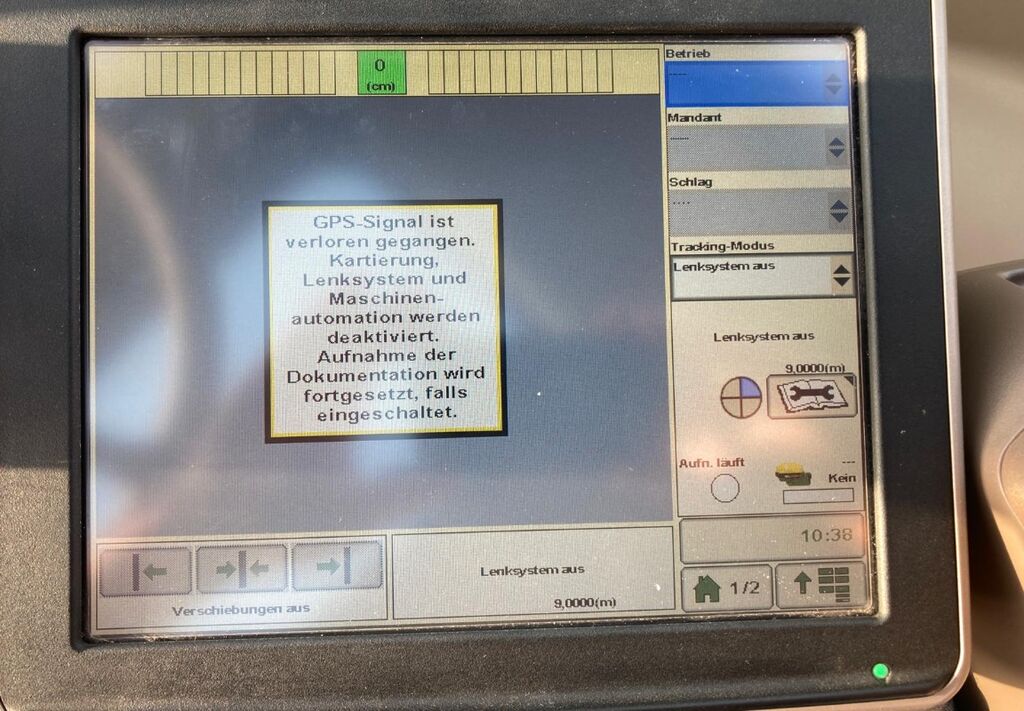 0
(cm)
GPS-Signal ist
verloren gegangen.
Kartierung,
Lenksystem und
Maschinen-
automation werden
deaktiviert.
Aufnahme der
Dokumentation wird
fortgesetzt, falls
eingeschaltet.
Betrieb
----
Mandant
----
Schlag
----
Tracking-Modus
Lenksystem aus
Lenksystem aus
9,0000(m)
Aufn. läuft
---
Kein
Verschiebungen aus
Lenksystem aus
9,0000(m)
10:38
1/2